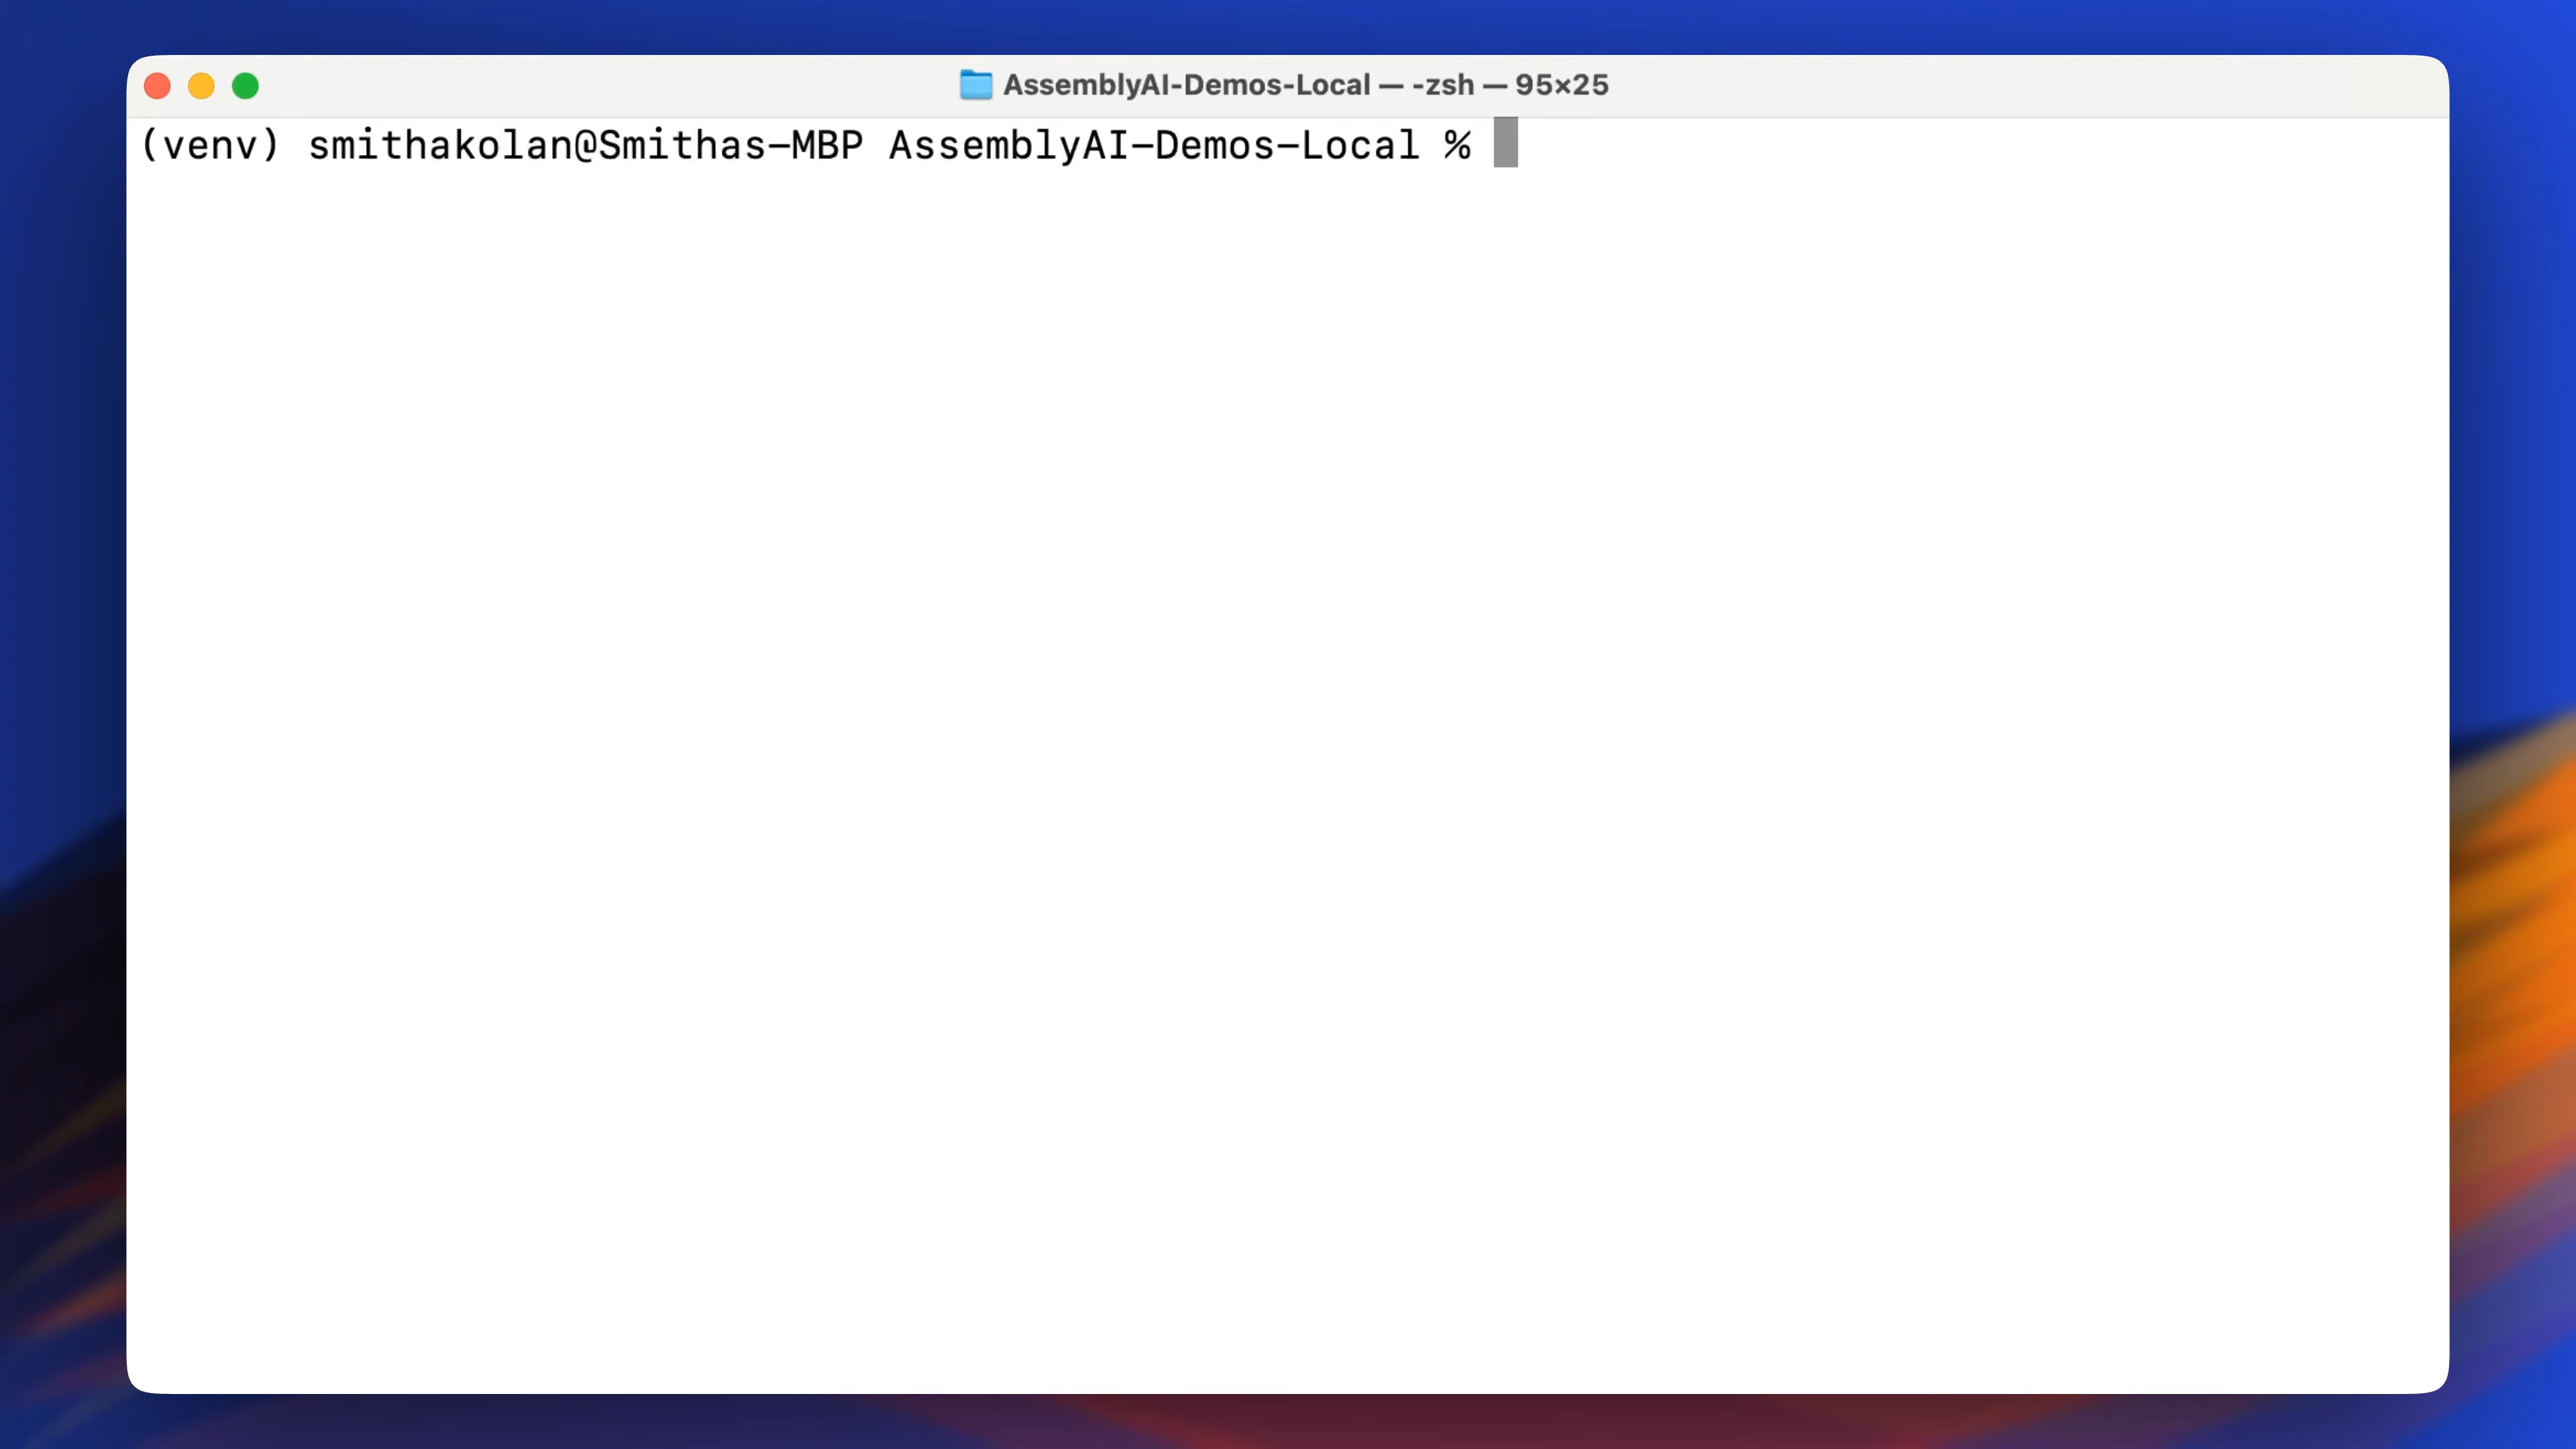 AssemblyAI-Demos-Local — -zsh — 95×25
(venv) smithakolan@Smithas-MBP AssemblyAI-Demos-Local %